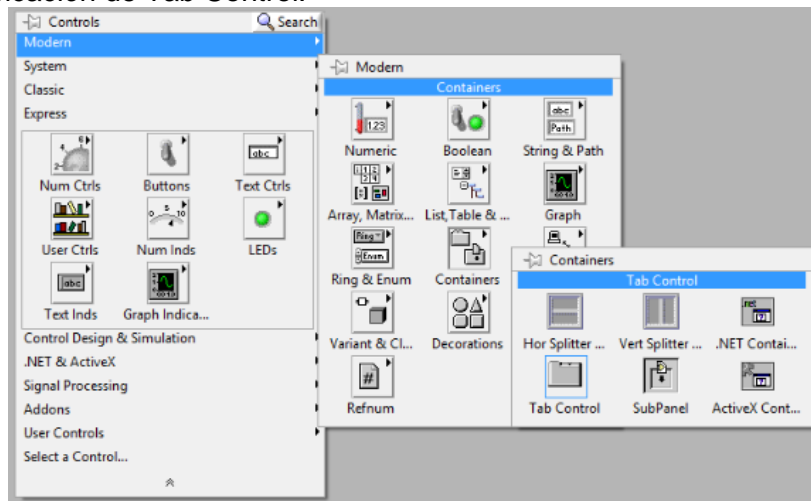 de Tab Control.
Controls
Search
Modern
System
Classic
Express
Num Ctrls
Buttons
Text Ctrls
User Ctrls
Num Inds
LEDs
Text Inds
Graph Indica...
Control Design & Simulation
.NET & ActiveX
Signal Processing
Addons
User Controls
Select a Control...
Modern
Containers
Numeric
Boolean
String & Path
Array, Matrix...
List, Table & ...
Graph
Ring & Enum
Containers
Variant & Cl...
Decorations
Refnum
Containers
Tab Control
Hor Splitter ...
Vert Splitter ...
.NET Contai...
Tab Control
SubPanel
ActiveX Cont...